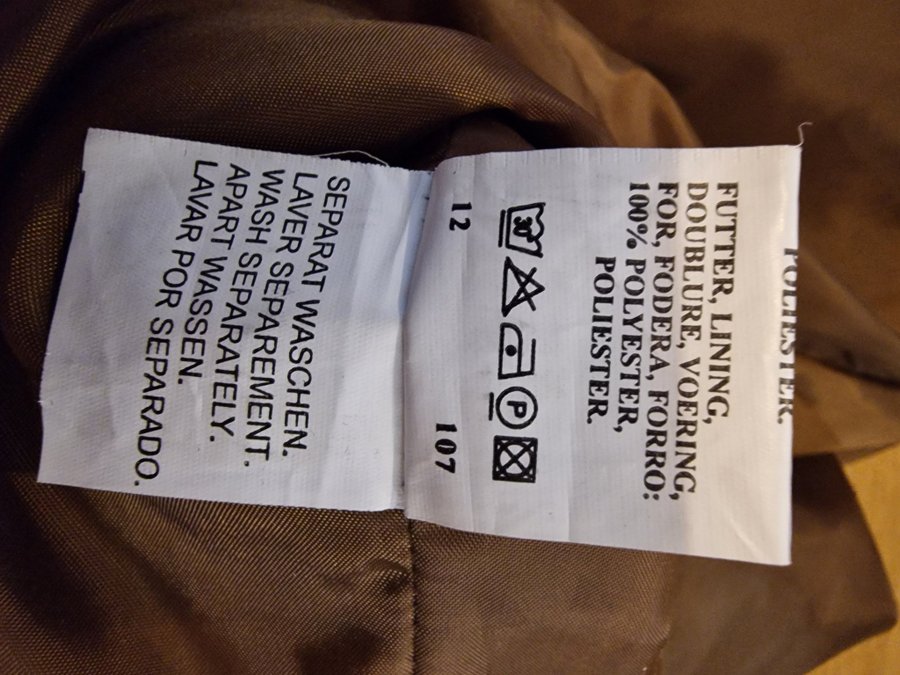 POLIESTER.
FUTTER, LINING,
DOUBLURE, VOERING,
FOR, FODERA, FORRO:
100% POLYESTER,
POLIESTER.
30 P
12 107
SEPARAT WASCHEN.
LAVER SEPAREMENT.
WASH SEPARATELY.
APART WASSEN.
LAVAR POR SEPARADO.